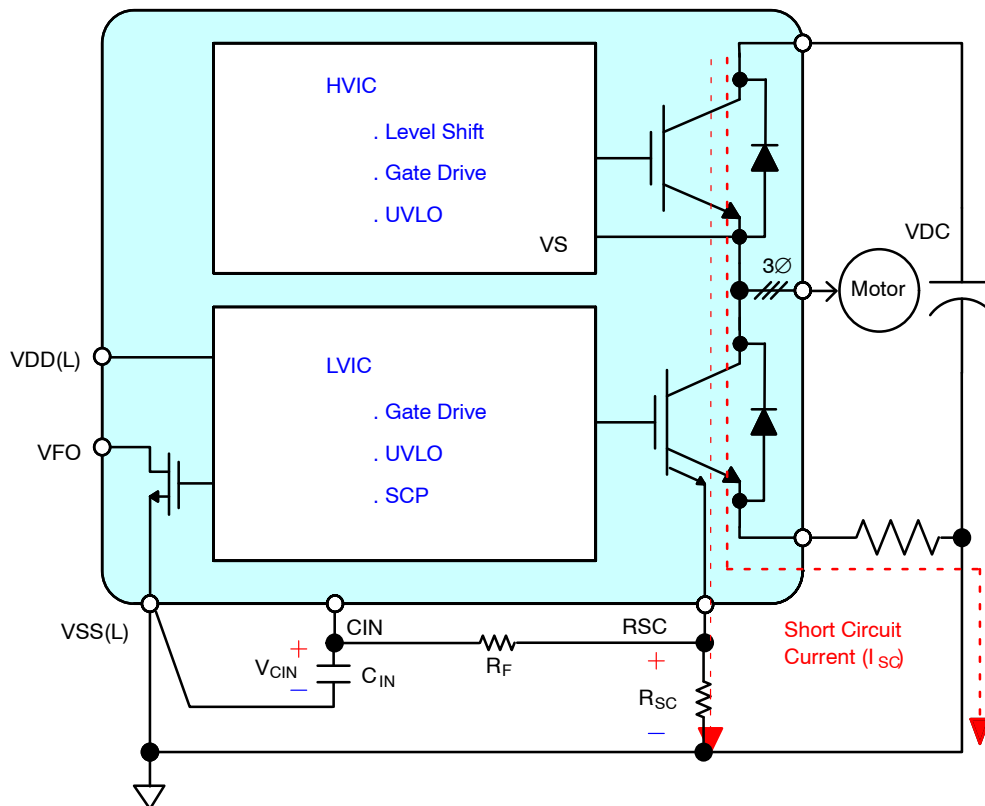 HVIC
. Level Shift
. Gate Drive
. UVLO
VS
VDC
3∅
Motor
VDD(L)
LVIC
. Gate Drive
. UVLO
. SCP
VFO
VSS(L)
CIN
RSC
Short Circuit
Current (I SC)
+
VCIN
–
CIN
RF
+
RSC
–